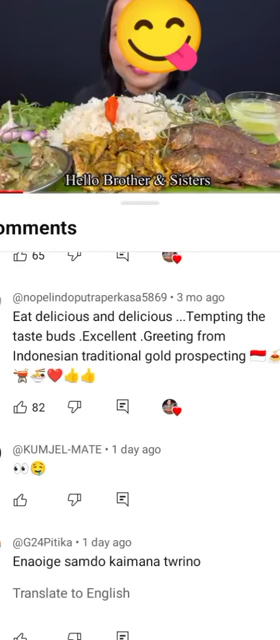 Hello Brother & Sisters
omments
65
@nopelindoputraperkasa5869 • 3 mo ago
Eat delicious and delicious ...Tempting the
taste buds .Excellent .Greeting from
Indonesian traditional gold prospecting 🇮🇩🍝
🍲🍜❤️👍👍
82
@KUMJEL-MATE • 1 day ago
👀🤤
@G24Pitika • 1 day ago
Enaoige samdo kaimana twrino
Translate to English